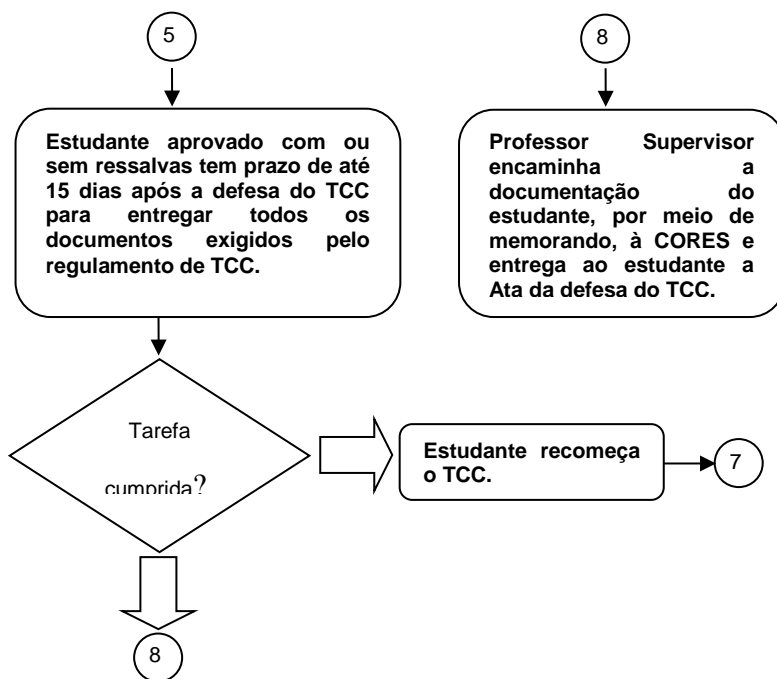 5
Estudante aprovado com ou
sem ressalvas tem prazo de até
15 dias após a defesa do TCC
para entregar todos os
documentos exigidos pelo
regulamento de TCC.
Tarefa
cumprida?
Estudante recomeça
o TCC.
7
8
8
Professor Supervisor
encaminha a
documentação do
estudante, por meio de
memorando, à CORES e
entrega ao estudante a
Ata da defesa do TCC.